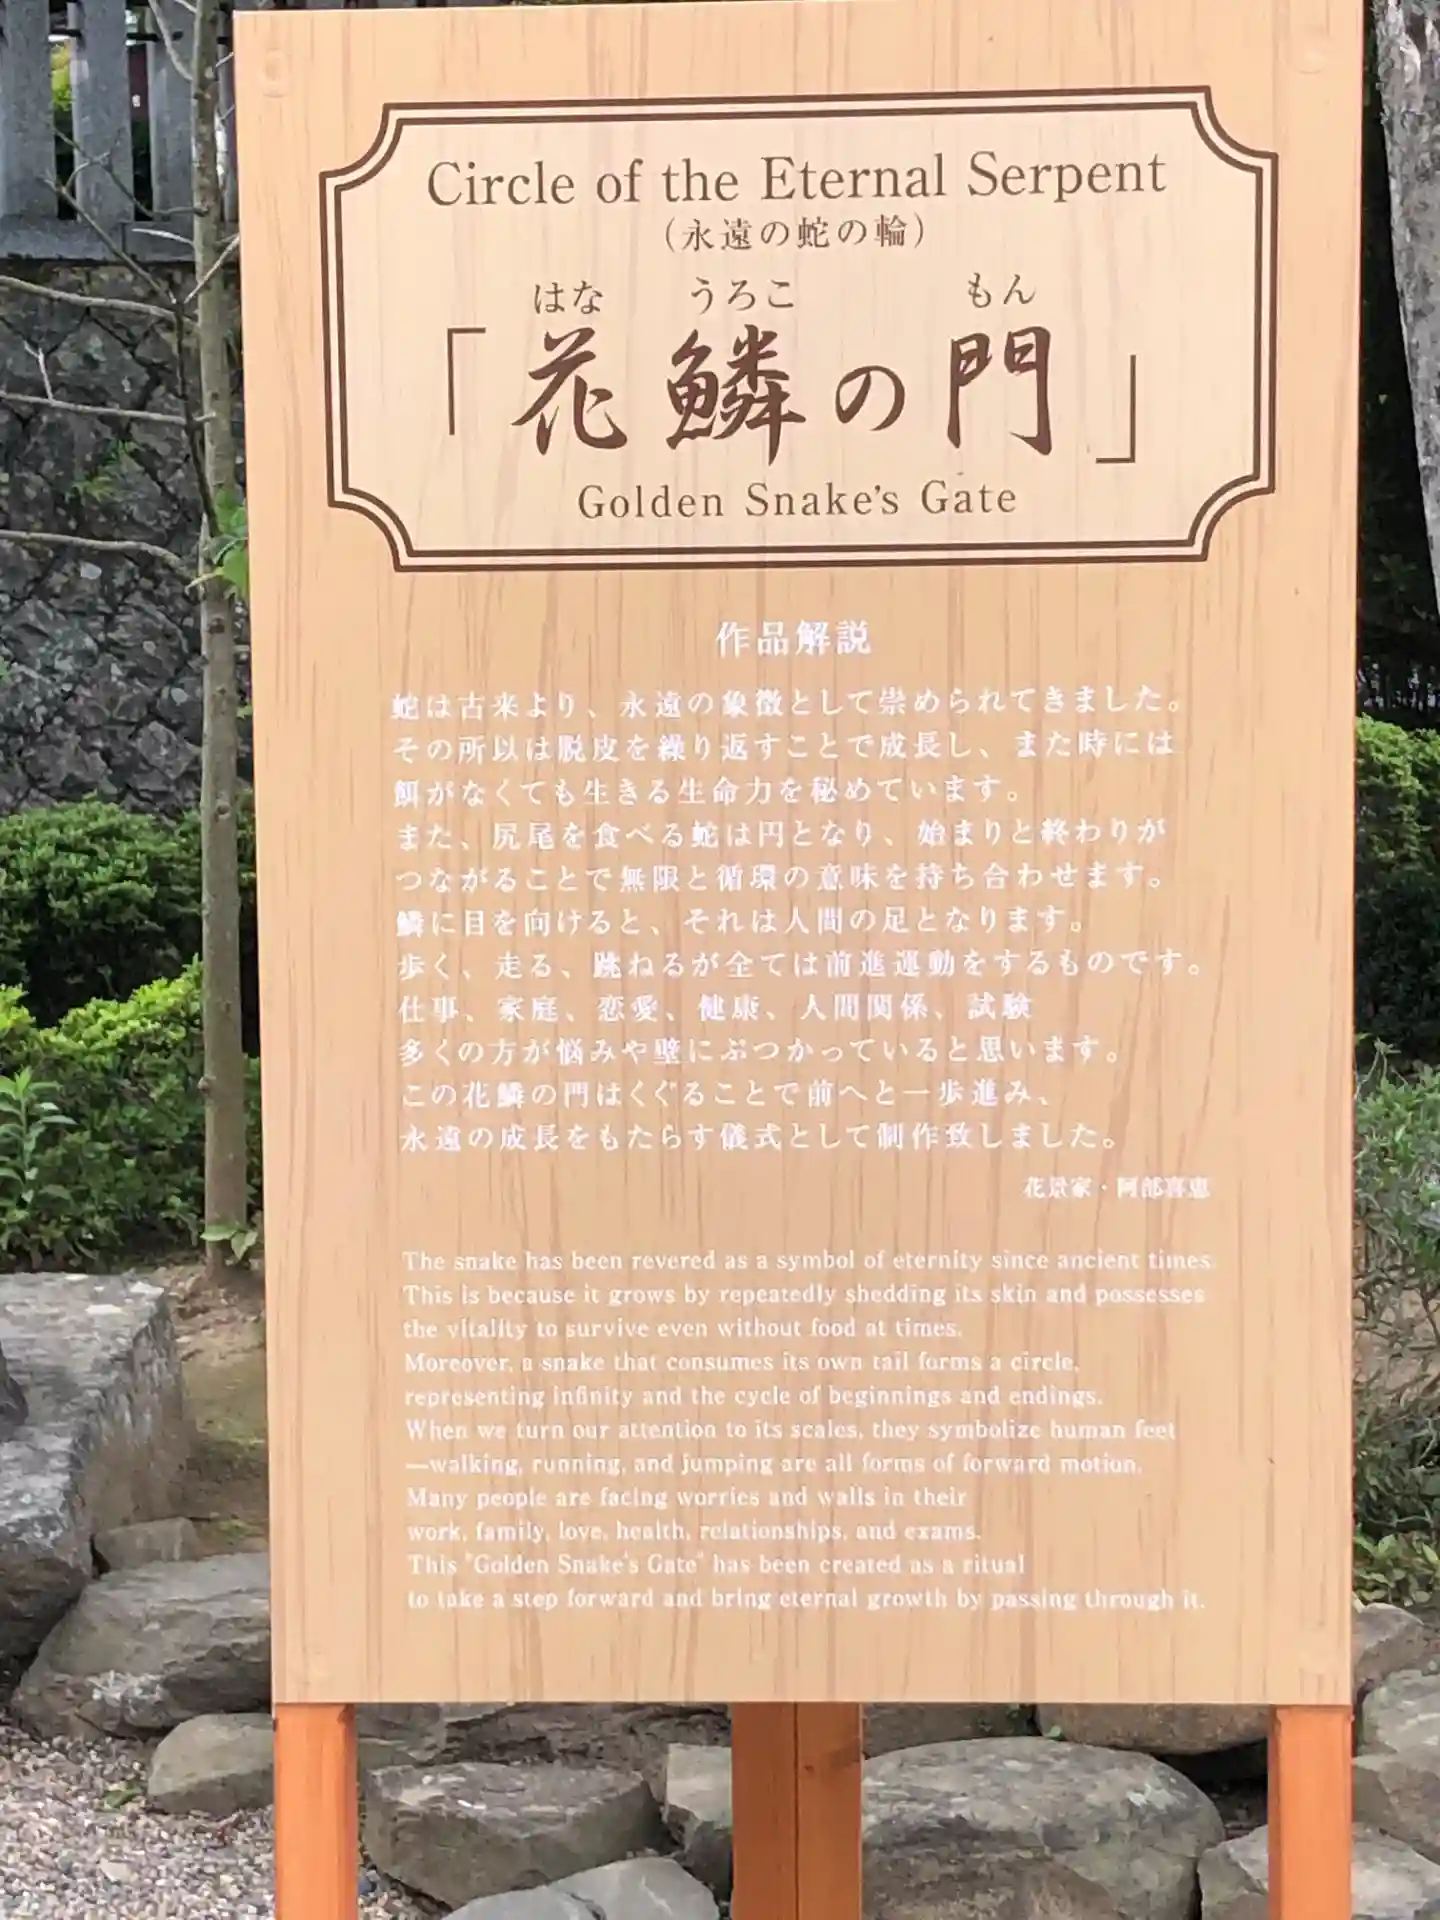 Circle of the Eternal Serpent
（永遠の蛇の輪）
はな うろこ もん
「花鱗の門」
Golden Snake's Gate
作品解説
蛇は古来より、永遠の象徴として崇められてきました。
その所以は脱皮を繰り返すことで成長し、また時には
餌がなくても生きる生命力を秘めています。
また、尻尾を食べる蛇は円となり、始まりと終わりが
つながることで無限と循環の意味を持ち合わせます。
鱗に目を向けると、それは人間の足となります。
歩く、走る、跳ねるが全ては前進運動をするものです。
仕事、家庭、恋愛、健康、人間関係、試験
多くの方が悩みや壁にぶつかっていると思います。
この花鱗の門はくぐることで前へと一歩進み、
永遠の成長をもたらす儀式として制作致しました。
花景家・阿部喜恵
The snake has been revered as a symbol of eternity since ancient times.
This is because it grows by repeatedly shedding its skin and possesses
the vitality to survive even without food at times.
Moreover, a snake that consumes its own tail forms a circle,
representing infinity and the cycle of beginnings and endings.
When we turn our attention to its scales, they symbolize human feet
—walking, running, and jumping are all forms of forward motion.
Many people are facing worries and walls in their
work, family, love, health, relationships, and exams.
This "Golden Snake's Gate" has been created as a ritual
to take a step forward and bring eternal growth by passing through it.